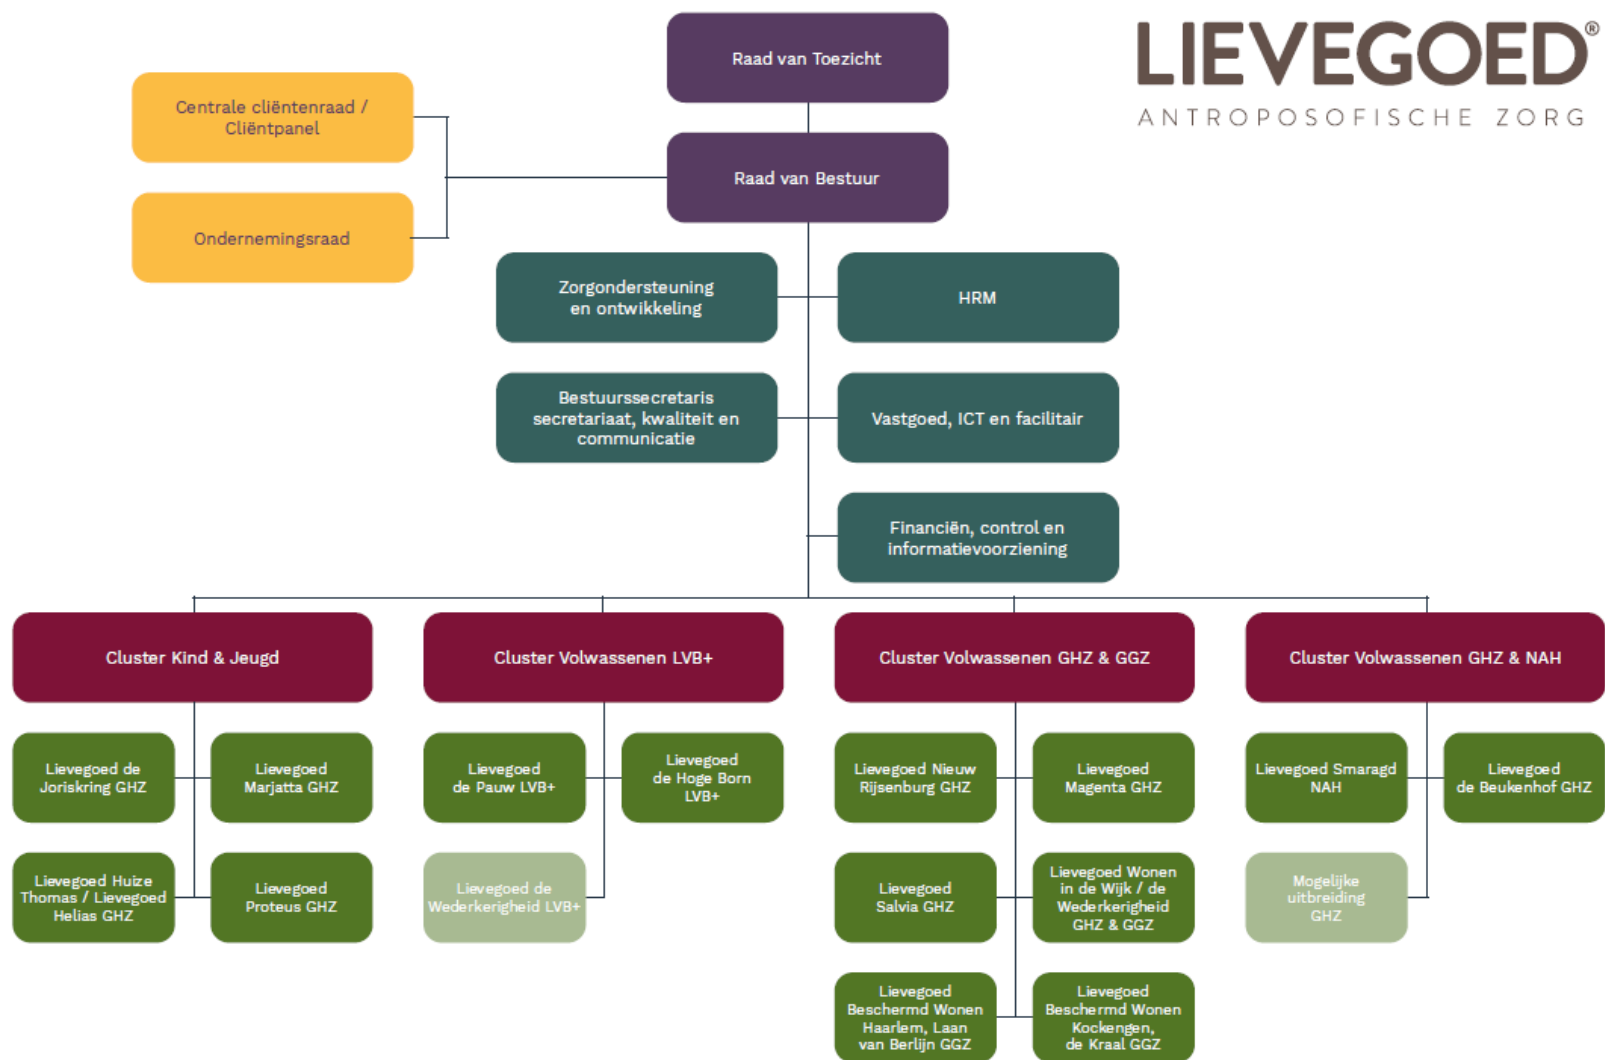 LIEVEGOED®
ANTROPOSOFISCHE ZORG
Raad van Toezicht
Centrale cliëntenraad /
Cliëntpanel
Raad van Bestuur
Ondernemingsraad
Zorgondersteuning
en ontwikkeling
HRM
Bestuurssecretaris
secretariaat, kwaliteit en
communicatie
Vastgoed, ICT en facilitair
Financiën, control en
informatievoorziening
Cluster Kind & Jeugd
Cluster Volwassenen LVB+
Cluster Volwassenen GHZ & GGZ
Cluster Volwassenen GHZ & NAH
Lievegoed de
Joriskring GHZ
Lievegoed
Marjatta GHZ
Lievegoed
de Pauw LVB+
Lievegoed
de Hoge Born
LVB+
Lievegoed Nieuw
Rijsenburg GHZ
Lievegoed
Magenta GHZ
Lievegoed Smaragd
NAH
Lievegoed
de Beukenhof GHZ
Lievegoed Huize
Thomas / Lievegoed
Helias GHZ
Lievegoed
Proteus GHZ
Lievegoed de
Wederkerigheid LVB+
Lievegoed
Salvia GHZ
Lievegoed Wonen
in de Wijk / de
Wederkerigheid
GHZ & GGZ
Mogelijke
uitbreiding
GHZ
Lievegoed
Beschermd Wonen
Haarlem, Laan
van Berlijn GGZ
Lievegoed
Beschermd Wonen
Kockengen,
de Kraal GGZ